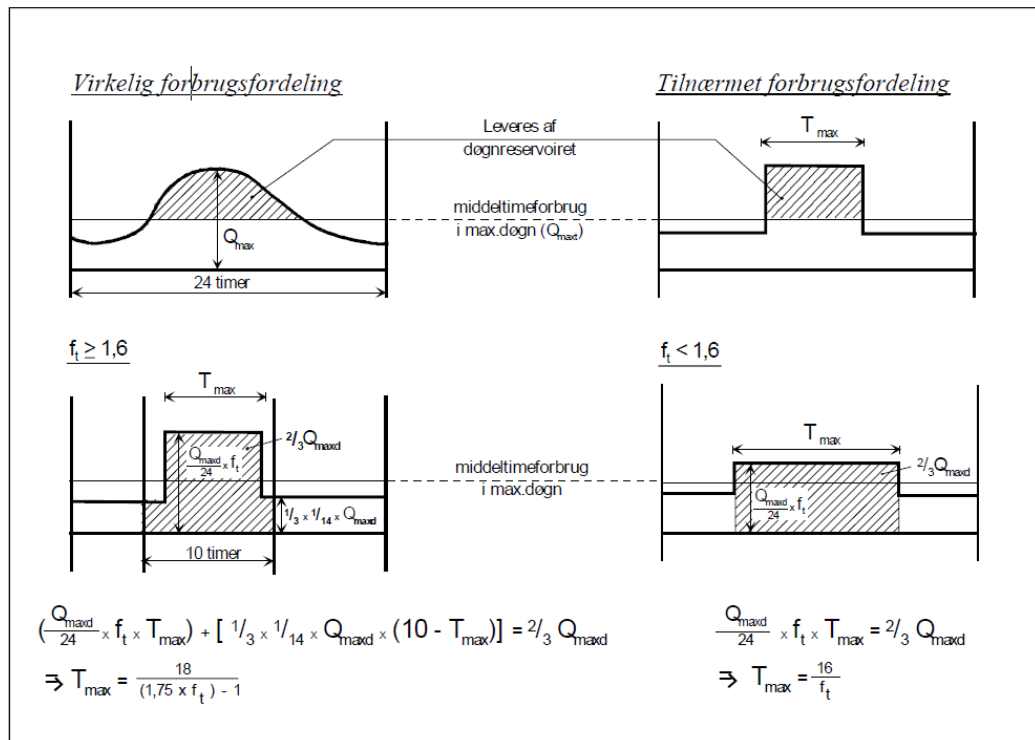 Virkelig forbrugsfordeling
Tilnærmet forbrugsfordeling
Leveres af
døgnreservoiret
T max
middeltimeforbrug
i max.døgn (Q maxt)
Q max
24 timer
f t ≥ 1,6
f t < 1,6
T max
2/3 Q maxd
Q maxd / 24 x f t
1/3 x 1/14 x Q maxd
10 timer
middeltimeforbrug
i max.døgn
T max
2/3 Q maxd
Q maxd / 24 x f t
(Q maxd / 24 x f t x T max) + [ 1/3 x 1/14 x Q maxd x (10 - T max)] = 2/3 Q maxd
⇒ T max = 18 / (1,75 x f t) - 1
Q maxd / 24 x f t x T max = 2/3 Q maxd
⇒ T max = 16 / f t